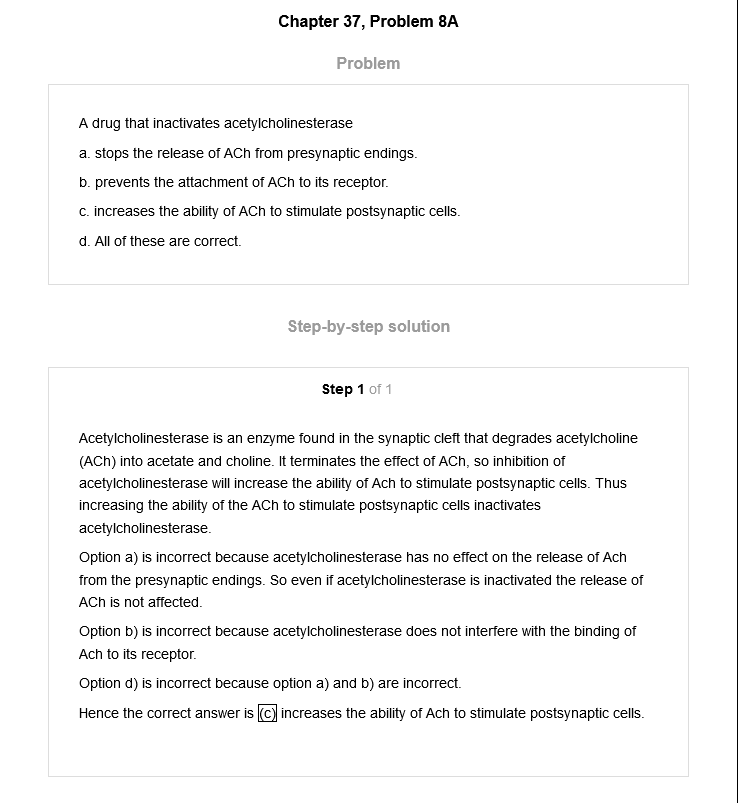 Chapter 37, Problem 8A
Problem
A drug that inactivates acetylcholinesterase
a. stops the release of ACh from presynaptic endings.
b. prevents the attachment of ACh to its receptor.
c. increases the ability of ACh to stimulate postsynaptic cells.
d. All of these are correct.
Step-by-step solution
Step 1 of 1
Acetylcholinesterase is an enzyme found in the synaptic cleft that degrades acetylcholine
(ACh) into acetate and choline. It terminates the effect of ACh, so inhibition of
acetylcholinesterase will increase the ability of Ach to stimulate postsynaptic cells. Thus
increasing the ability of the ACh to stimulate postsynaptic cells inactivates
acetylcholinesterase.
Option a) is incorrect because acetylcholinesterase has no effect on the release of Ach
from the presynaptic endings. So even if acetylcholinesterase is inactivated the release of
ACh is not affected.
Option b) is incorrect because acetylcholinesterase does not interfere with the binding of
Ach to its receptor.
Option d) is incorrect because option a) and b) are incorrect.
Hence the correct answer is (c) increases the ability of Ach to stimulate postsynaptic cells.